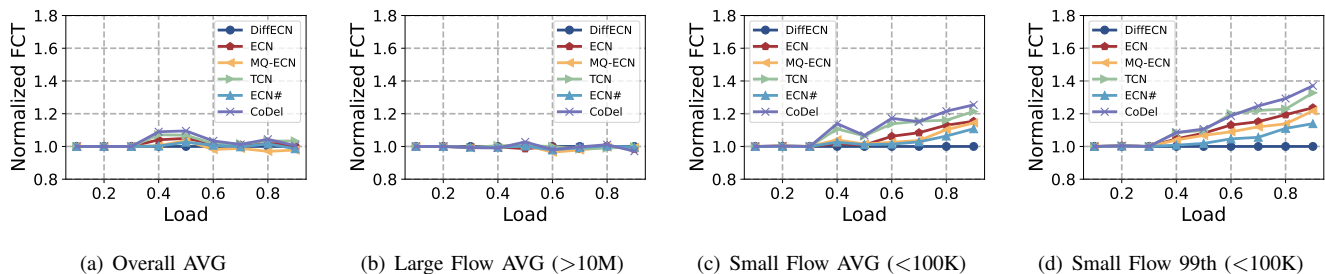 Normalized FCT
1.8
1.6
1.4
1.2
1.0
0.8
DiffECN
ECN
MQ-ECN
TCN
ECN#
CoDel
0.2 0.4 0.6 0.8
Load
(a) Overall AVG
Normalized FCT
1.8
1.6
1.4
1.2
1.0
0.8
DiffECN
ECN
MQ-ECN
TCN
ECN#
CoDel
0.2 0.4 0.6 0.8
Load
(b) Large Flow AVG (>10M)
Normalized FCT
1.8
1.6
1.4
1.2
1.0
0.8
DiffECN
ECN
MQ-ECN
TCN
ECN#
CoDel
0.2 0.4 0.6 0.8
Load
(c) Small Flow AVG (<100K)
Normalized FCT
1.8
1.6
1.4
1.2
1.0
0.8
DiffECN
ECN
MQ-ECN
TCN
ECN#
CoDel
0.2 0.4 0.6 0.8
Load
(d) Small Flow 99th (<100K)